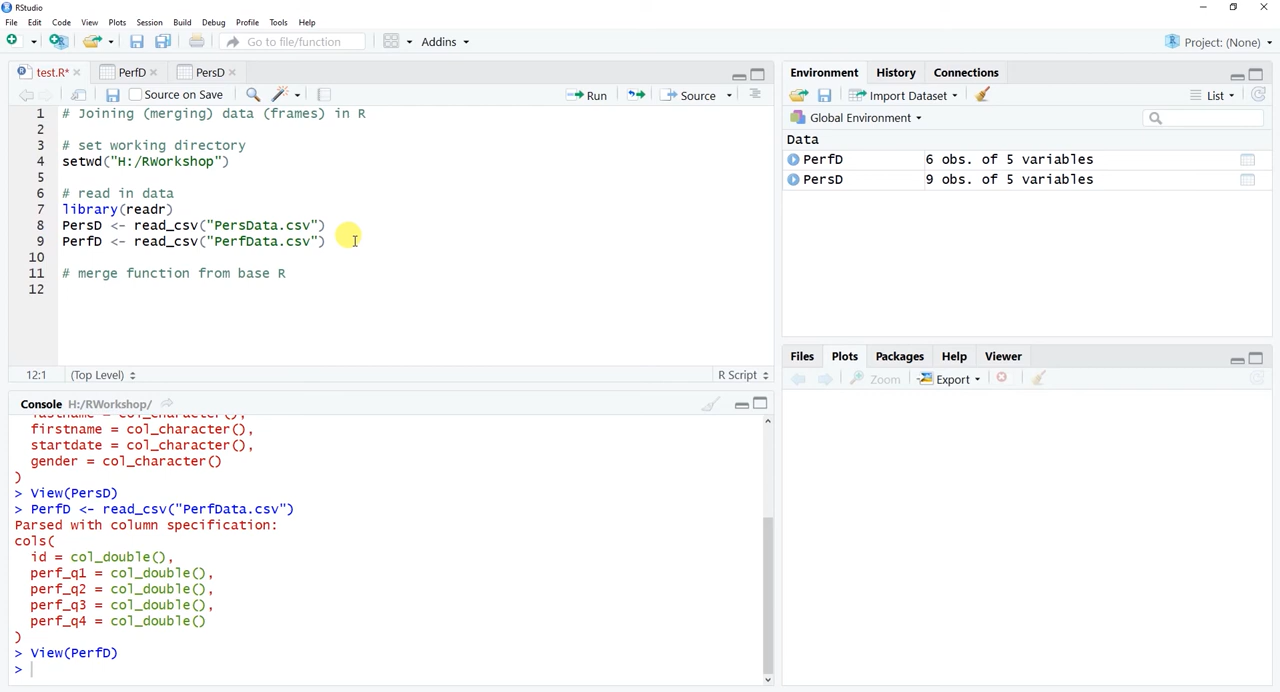 RStudio
File Edit Code View Plots Session Build Debug Profile Tools Help
Go to file/function Addins Project: (None)
test.R* PerfD PersD
Source on Save Run Source
1 # Joining (merging) data (frames) in R
2
3 # set working directory
4 setwd("H:/RWorkshop")
5
6 # read in data
7 library(readr)
8 PersD <- read_csv("PersData.csv")
9 PerfD <- read_csv("PerfData.csv")
10
11 # merge function from base R
12
12:1 (Top Level) R Script
Console H:/RWorkshop/
lastname = col_character(),
firstname = col_character(),
startdate = col_character(),
gender = col_character()
)
> View(PersD)
> PerfD <- read_csv("PerfData.csv")
Parsed with column specification:
cols(
id = col_double(),
perf_q1 = col_double(),
perf_q2 = col_double(),
perf_q3 = col_double(),
perf_q4 = col_double()
)
> View(PerfD)
>
Environment History Connections
Import Dataset List
Global Environment
Data
PerfD 6 obs. of 5 variables
PersD 9 obs. of 5 variables
Files Plots Packages Help Viewer
Zoom Export